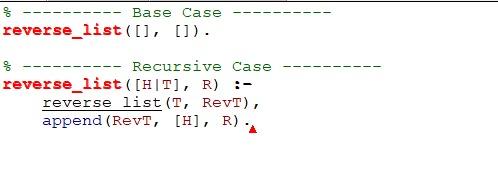 % ---------- Base Case ----------
reverse_list([], []).
% ---------- Recursive Case ----------
reverse_list([H|T], R) :-
    reverse_list(T, RevT),
    append(RevT, [H], R).